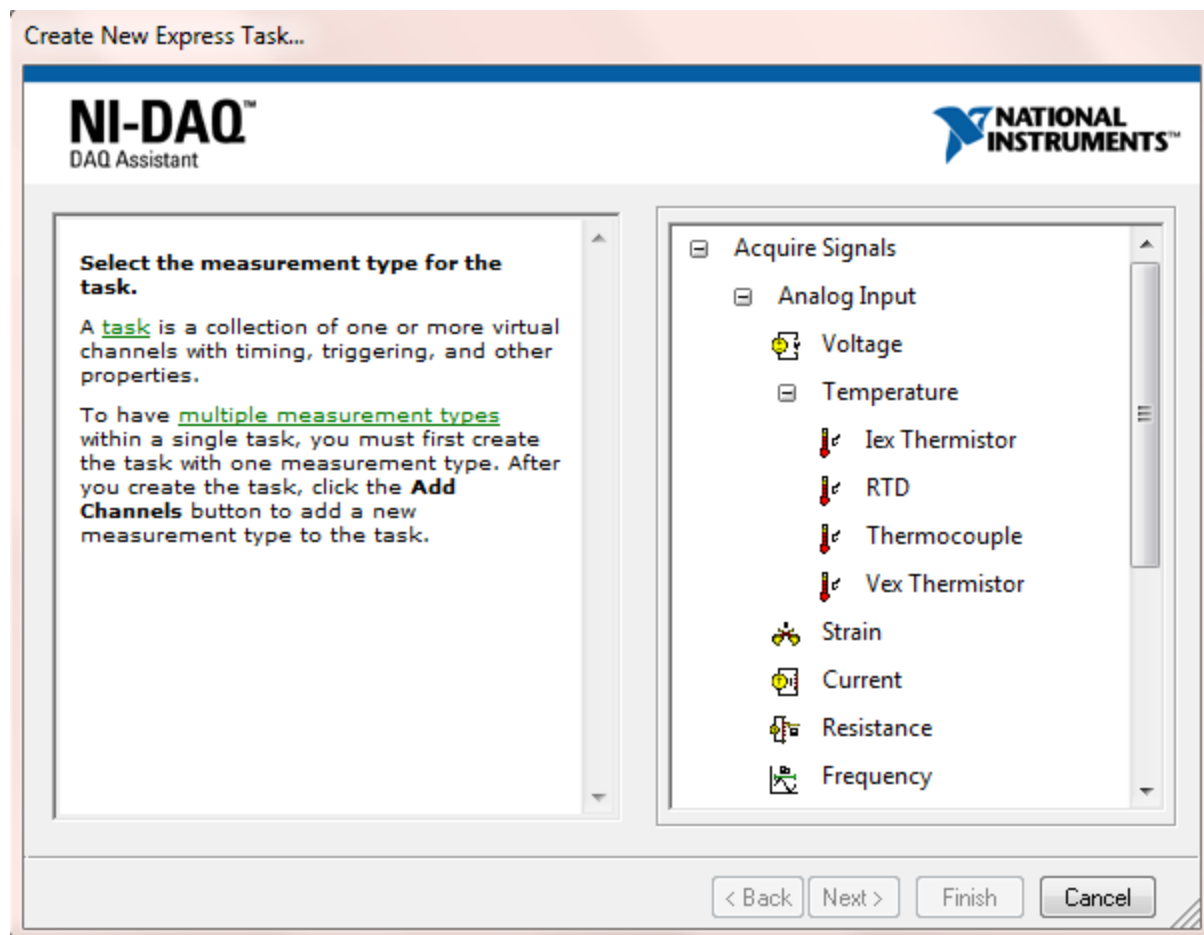 Create New Express Task...
NI-DAQ™
DAQ Assistant
NATIONAL
INSTRUMENTS™
Select the measurement type for the
task.
A task is a collection of one or more virtual
channels with timing, triggering, and other
properties.
To have multiple measurement types
within a single task, you must first create
the task with one measurement type. After
you create the task, click the Add
Channels button to add a new
measurement type to the task.
Acquire Signals
Analog Input
Voltage
Temperature
Iex Thermistor
RTD
Thermocouple
Vex Thermistor
Strain
Current
Resistance
Frequency
< Back
Next >
Finish
Cancel